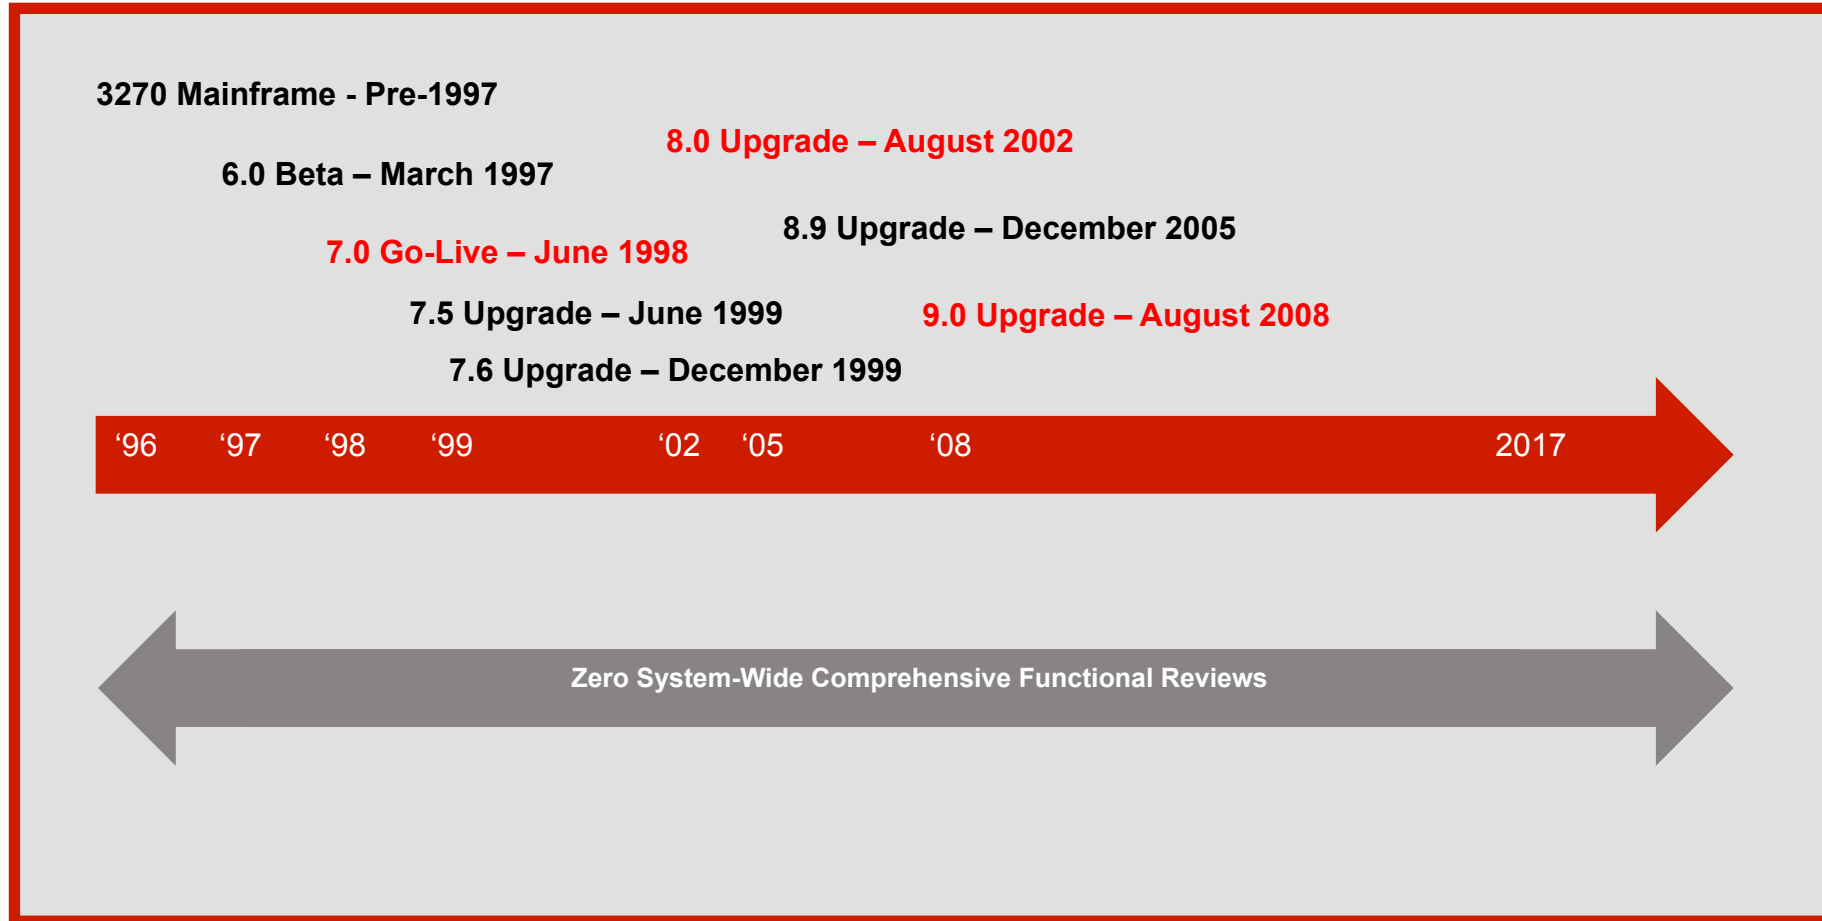 3270 Mainframe - Pre-1997
8.0 Upgrade – August 2002
6.0 Beta – March 1997
8.9 Upgrade – December 2005
7.0 Go-Live – June 1998
7.5 Upgrade – June 1999
9.0 Upgrade – August 2008
7.6 Upgrade – December 1999
‘96 ‘97 ‘98 ‘99 ‘02 ‘05 ‘08 2017
Zero System-Wide Comprehensive Functional Reviews